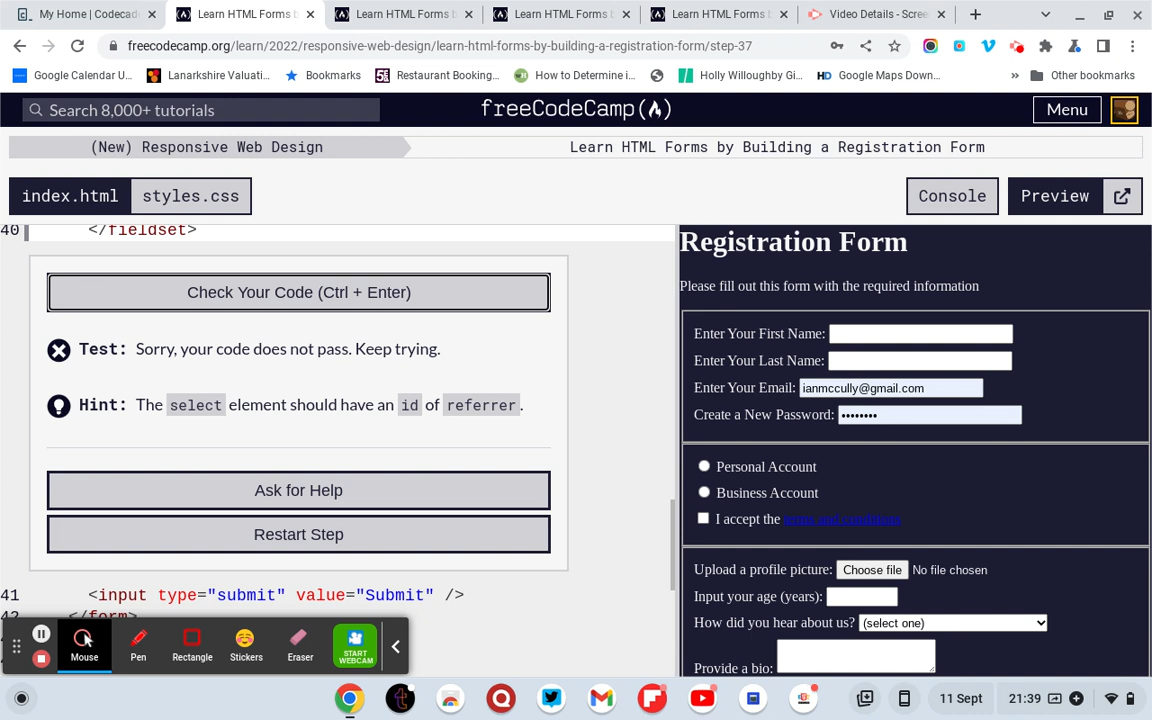 My Home | Codecad
Learn HTML Forms b
Learn HTML Forms b
Learn HTML Forms b
Learn HTML Forms b
Video Details - Scree
freecodecamp.org/learn/2022/responsive-web-design/learn-html-forms-by-building-a-registration-form/step-37
Google Calendar U...
Lanarkshire Valuati...
Bookmarks
Restaurant Booking...
How to Determine i...
Holly Willoughby Gi...
HD Google Maps Down...
»
Other bookmarks
Search 8,000+ tutorials
freeCodeCamp
Menu
(New) Responsive Web Design
Learn HTML Forms by Building a Registration Form
index.html
styles.css
Console
Preview
40 </fieldset>
Check Your Code (Ctrl + Enter)
Test: Sorry, your code does not pass. Keep trying.
Hint: The select element should have an id of referrer.
Ask for Help
Restart Step
41 <input type="submit" value="Submit" />
42 </form>
Registration Form
Please fill out this form with the required information
Enter Your First Name:
Enter Your Last Name:
Enter Your Email: ianmccully@gmail.com
Create a New Password: ••••••••
Personal Account
Business Account
I accept the terms and conditions
Upload a profile picture: Choose file No file chosen
Input your age (years):
How did you hear about us? (select one)
Provide a bio:
Mouse
Pen
Rectangle
Stickers
Eraser
START
WEBCAM
11 Sept
21:39